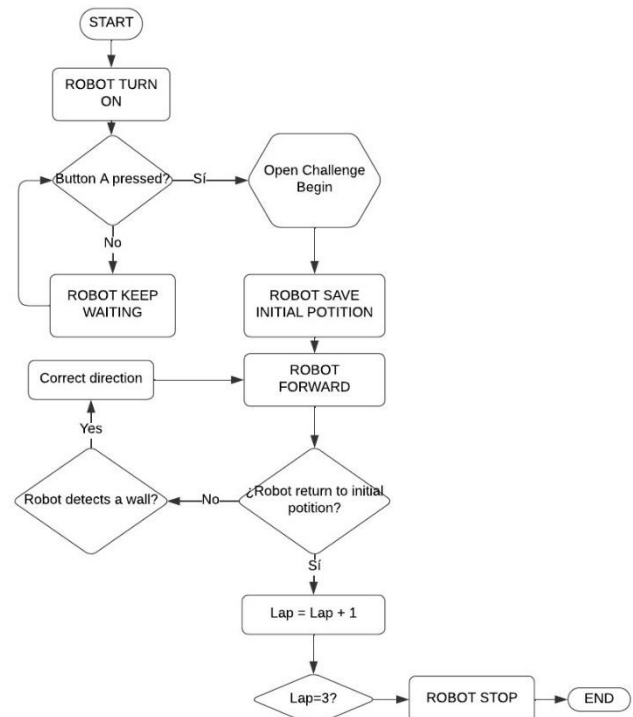 START
ROBOT TURN
ON
Button A pressed?
Sí
Open Challenge
Begin
No
ROBOT KEEP
WAITING
ROBOT SAVE
INITIAL POTITION
Correct direction
ROBOT
FORWARD
Yes
Robot detects a wall?
No
¿Robot return to initial
potition?
Sí
Lap = Lap + 1
Lap=3?
ROBOT STOP
END